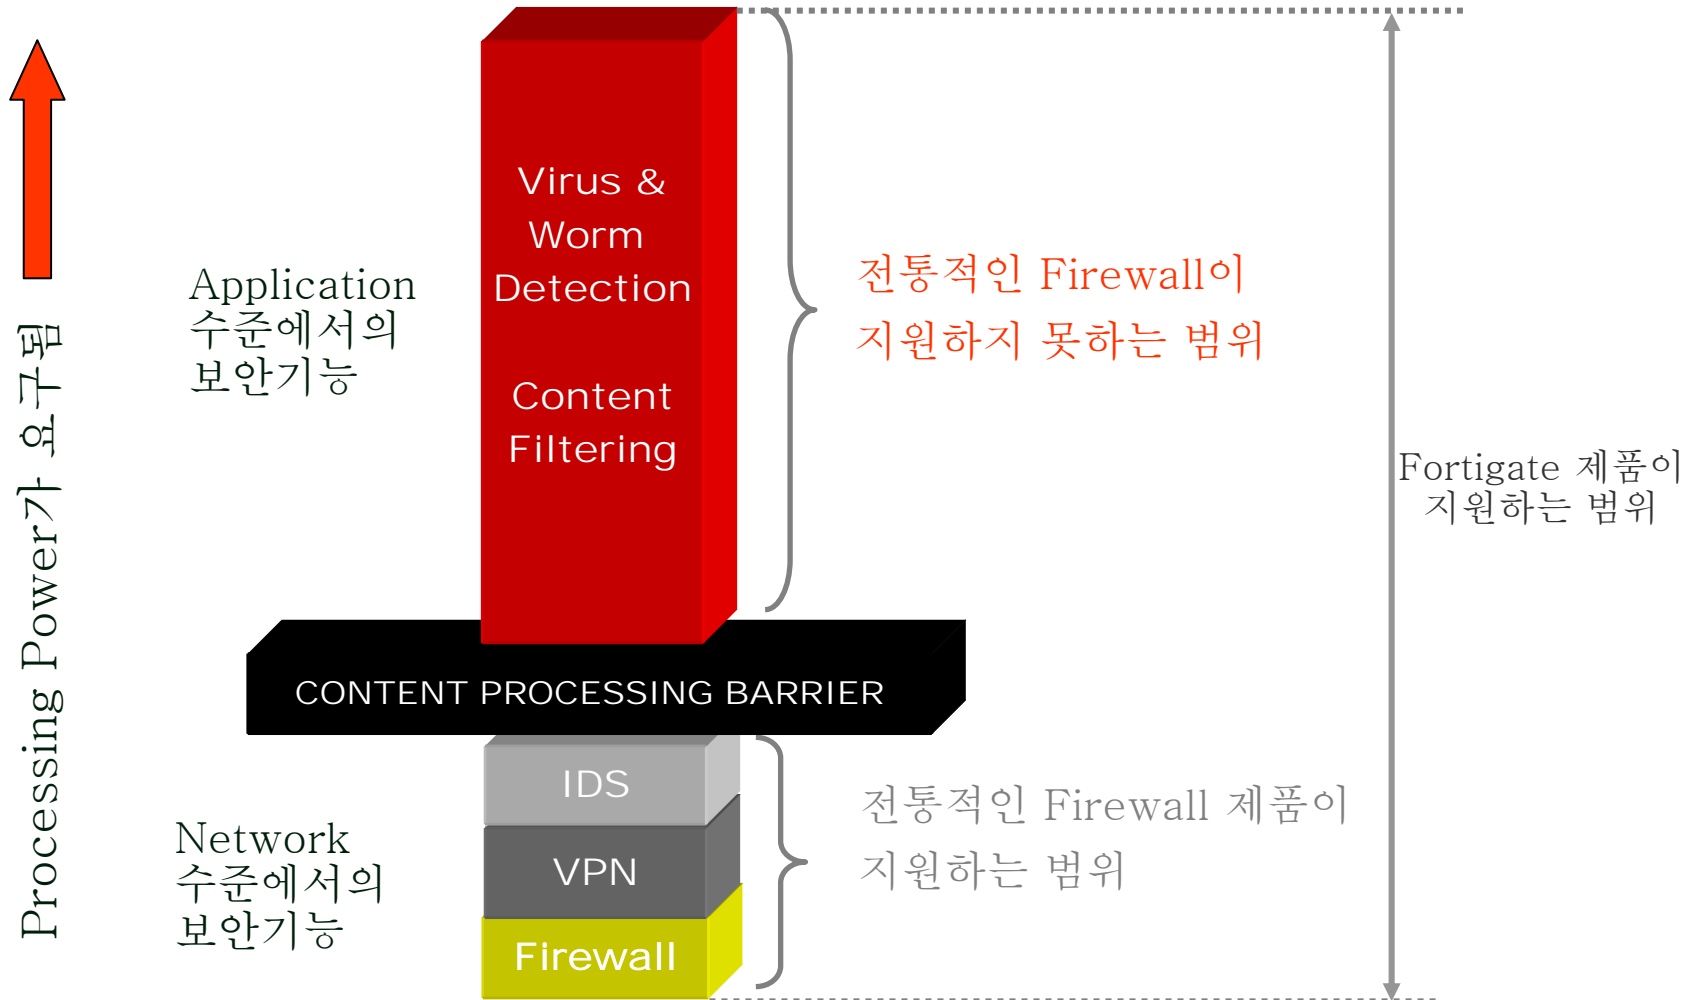 Processing Power가 요구됨
Application
수준에서의
보안기능
Virus &
Worm
Detection
Content
Filtering
전통적인 Firewall이
지원하지 못하는 범위
Fortigate 제품이
지원하는 범위
CONTENT PROCESSING BARRIER
Network
수준에서의
보안기능
IDS
VPN
Firewall
전통적인 Firewall 제품이
지원하는 범위